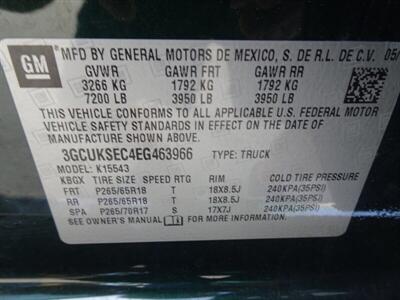 GM
MFD BY GENERAL MOTORS DE MEXICO, S. DE R.L. DE C.V. 05/
GVWR GAWR FRT GAWR RR
3266 KG 1792 KG 1792 KG
7200 LB 3950 LB 3950 LB
THIS VEHICLE CONFORMS TO ALL APPLICABLE U.S. FEDERAL MOTOR
VEHICLE SAFETY STANDARDS IN EFFECT ON THE DATE OF
MANUFACTURE SHOWN ABOVE.
3GCUKSEC4EG463966 TYPE: TRUCK
MODEL: K15543
KBGX TIRE SIZE SPEED RTG RIM COLD TIRE PRESSURE
FRT P265/65R18 T 18X8.5J 240KPA(35PSI)
RR P265/65R18 T 18X8.5J 240KPA(35PSI)
SPA P265/70R17 S 17X7J 240KPA(35PSI)
SEE OWNER'S MANUAL FOR MORE INFORMATION